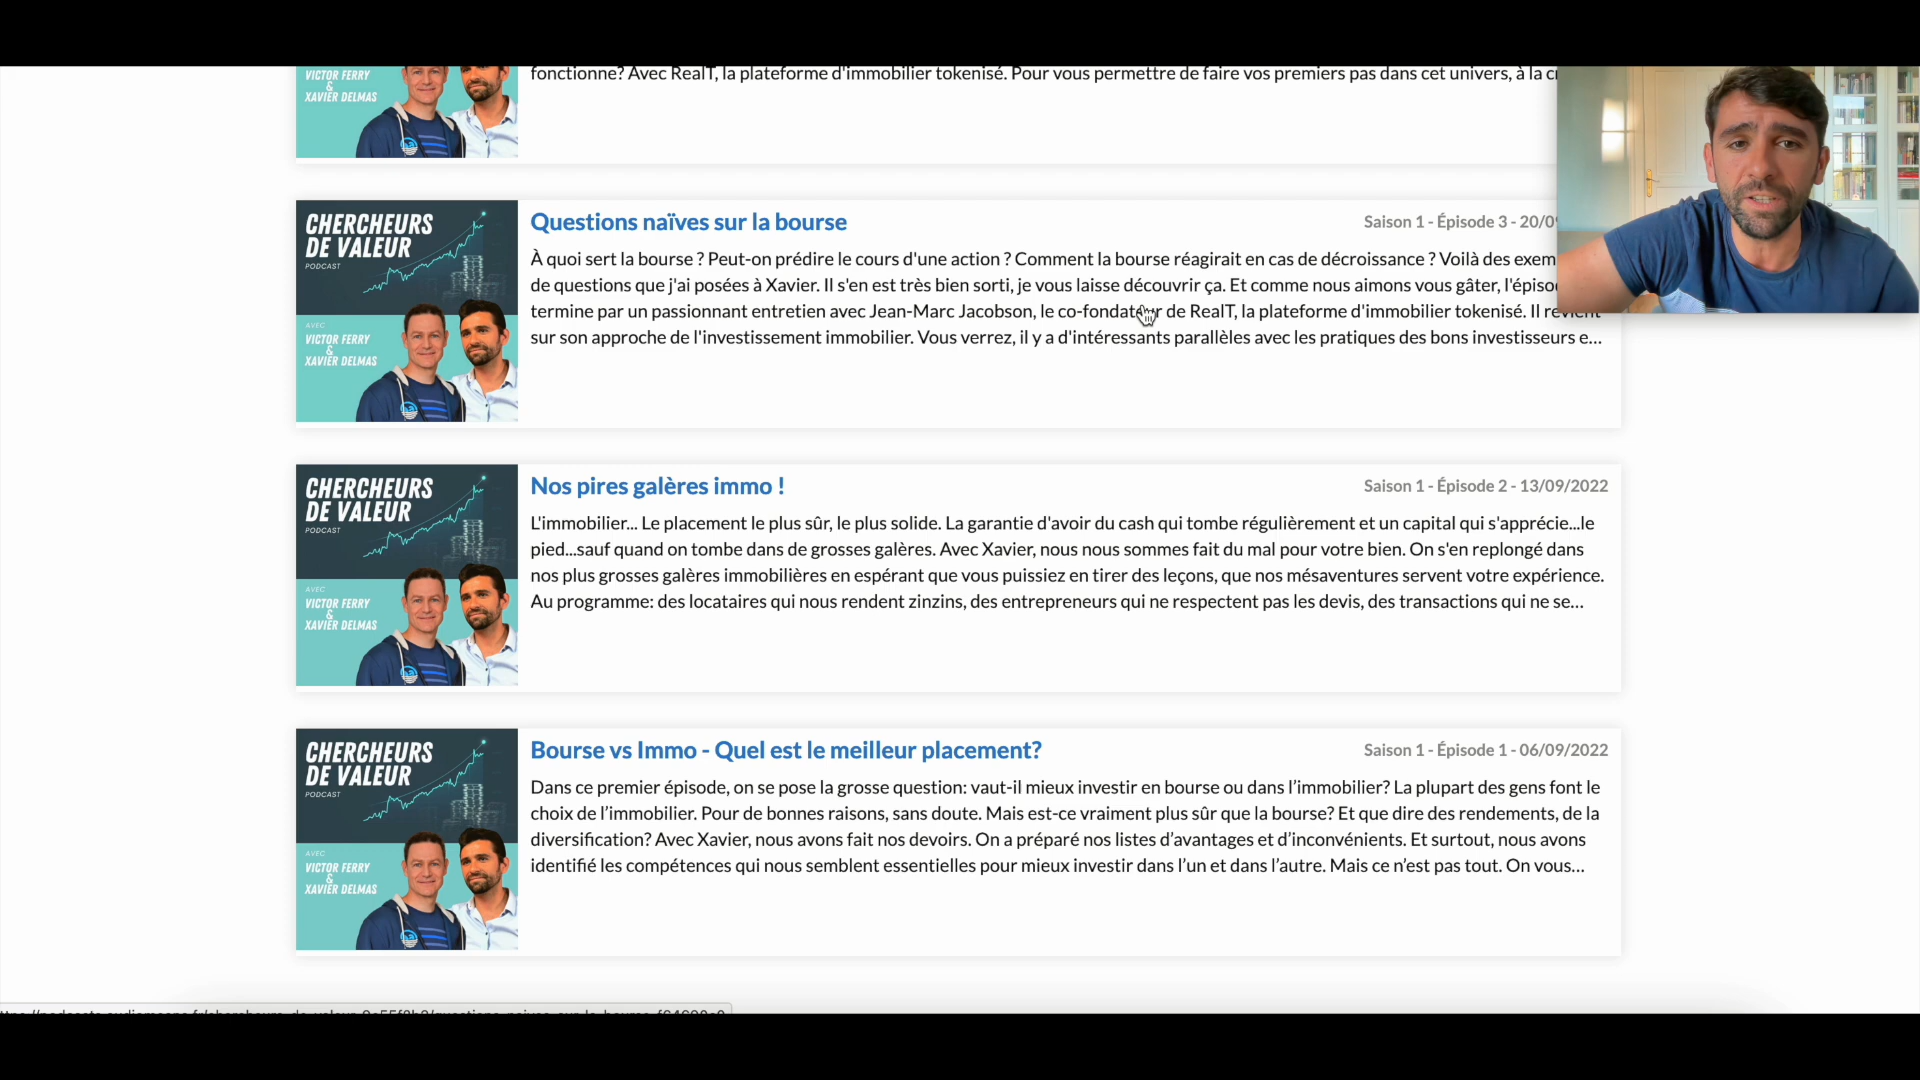 VICTOR FERRY
&
XAVIER DELMAS
fonctionne? Avec RealT, la plateforme d'immobilier tokenisé. Pour vous permettre de faire vos premiers pas dans cet univers, à la
CHERCHEURS
DE VALEUR
PODCAST
AVEC
VICTOR FERRY
&
XAVIER DELMAS
Questions naïves sur la bourse
Saison 1 - Épisode 3 - 20/09
À quoi sert la bourse ? Peut-on prédire le cours d'une action ? Comment la bourse réagirait en cas de décroissance ? Voilà des exem
de questions que j'ai posées à Xavier. Il s'en est très bien sorti, je vous laisse découvrir ça. Et comme nous aimons vous gâter, l'épiso
termine par un passionnant entretien avec Jean-Marc Jacobson, le co-fondateur de RealT, la plateforme d'immobilier tokenisé. Il revient
sur son approche de l'investissement immobilier. Vous verrez, il y a d'intéressants parallèles avec les pratiques des bons investisseurs e...
CHERCHEURS
DE VALEUR
PODCAST
AVEC
VICTOR FERRY
&
XAVIER DELMAS
Nos pires galères immo !
Saison 1 - Épisode 2 - 13/09/2022
L'immobilier... Le placement le plus sûr, le plus solide. La garantie d'avoir du cash qui tombe régulièrement et un capital qui s'apprécie...le
pied...sauf quand on tombe dans de grosses galères. Avec Xavier, nous nous sommes fait du mal pour votre bien. On s'en replongé dans
nos plus grosses galères immobilières en espérant que vous puissiez en tirer des leçons, que nos mésaventures servent votre expérience.
Au programme: des locataires qui nous rendent zinzins, des entrepreneurs qui ne respectent pas les devis, des transactions qui ne se...
CHERCHEURS
DE VALEUR
PODCAST
AVEC
VICTOR FERRY
&
XAVIER DELMAS
Bourse vs Immo - Quel est le meilleur placement?
Saison 1 - Épisode 1 - 06/09/2022
Dans ce premier épisode, on se pose la grosse question: vaut-il mieux investir en bourse ou dans l’immobilier? La plupart des gens font le
choix de l’immobilier. Pour de bonnes raisons, sans doute. Mais est-ce vraiment plus sûr que la bourse? Et que dire des rendements, de la
diversification? Avec Xavier, nous avons fait nos devoirs. On a préparé nos listes d’avantages et d’inconvénients. Et surtout, nous avons
identifié les compétences qui nous semblent essentielles pour mieux investir dans l’un et dans l’autre. Mais ce n’est pas tout. On vous...